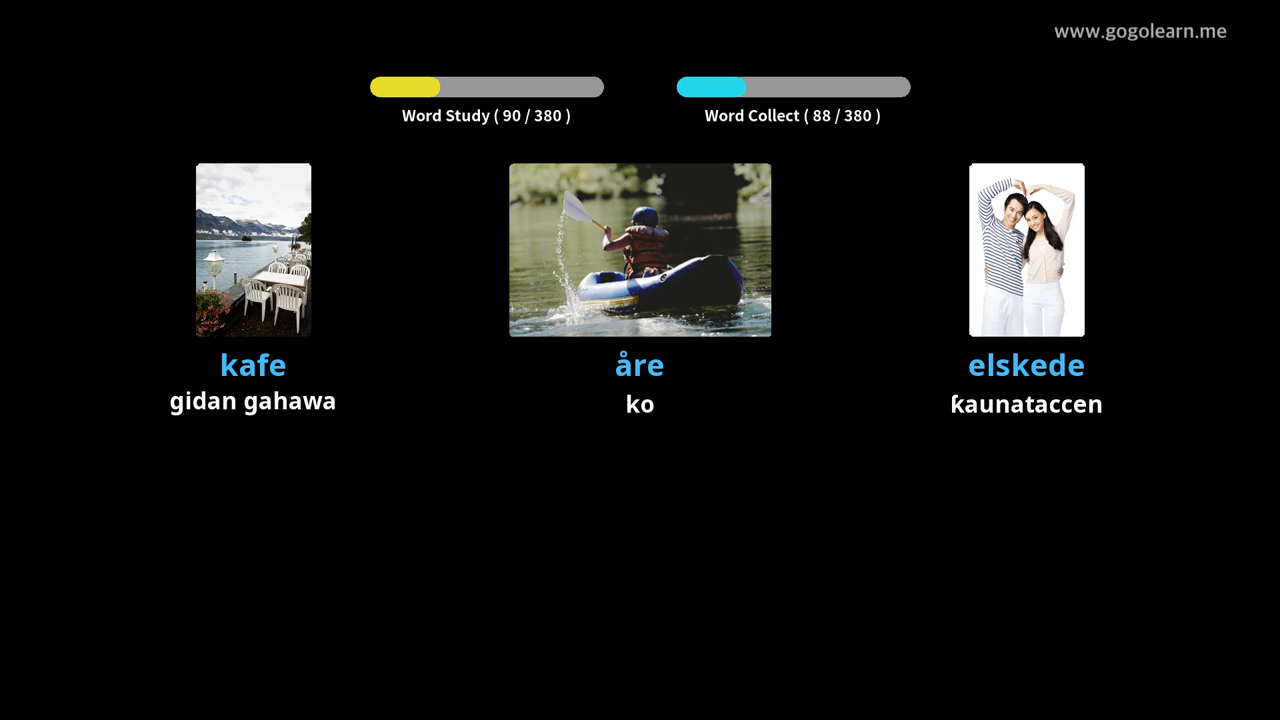 www.gogolearn.me
Word Study ( 90 / 380 )
Word Collect ( 88 / 380 )
kafe
gidan gahawa
åre
ko
elskede
ƙaunataccen